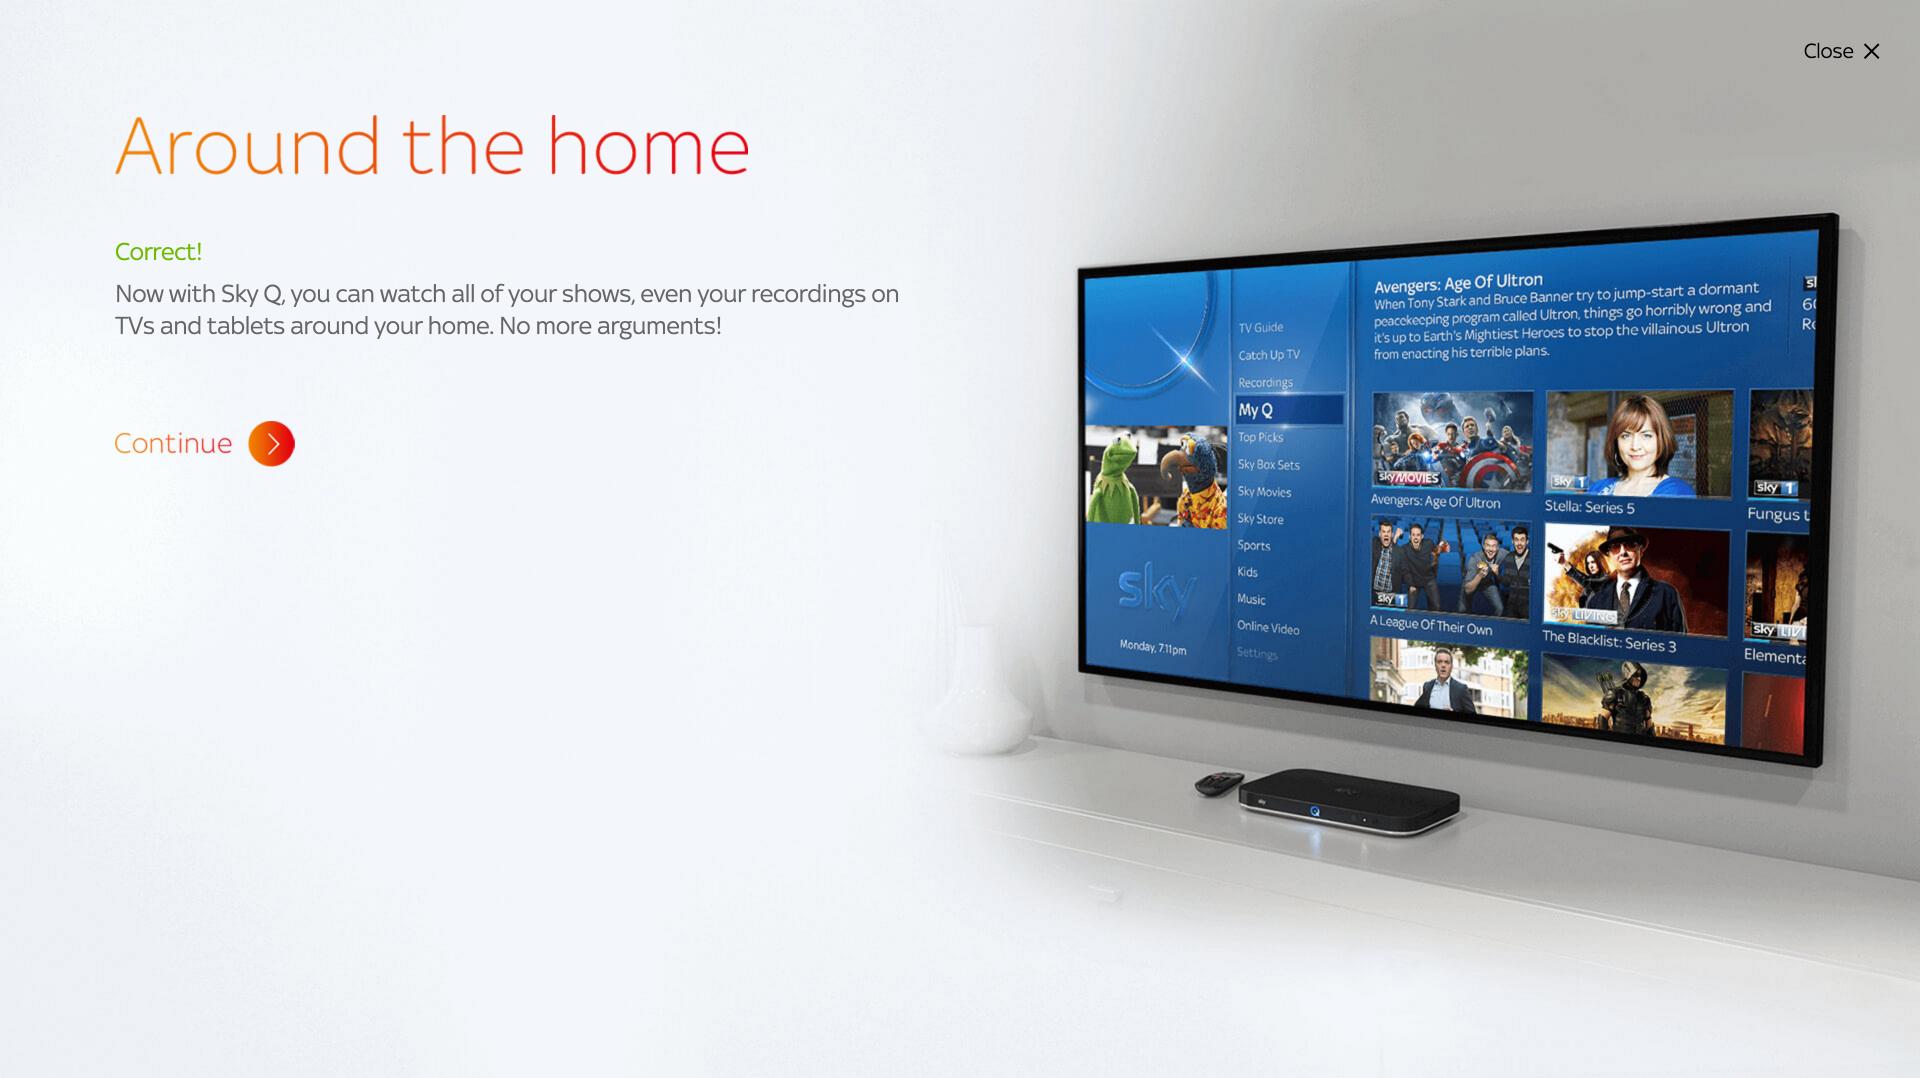 Close
Around the home
Correct!
Now with Sky Q, you can watch all of your shows, even your recordings on
TVs and tablets around your home. No more arguments!
Continue
Avengers: Age Of Ultron
When Tony Stark and Bruce Banner try to jump-start a dormant
peacekeeping program called Ultron, things go horribly wrong and
it's up to Earth's Mightiest Heroes to stop the villainous Ultron
from enacting his terrible plans.
TV Guide
Catch Up TV
Recordings
My Q
Top Picks
Sky Box Sets
Sky Movies
Sky Store
Sports
Kids
Music
Online Video
Settings
sky
Monday, 7.11pm
sky MOVIES
Avengers: Age Of Ultron
sky 1
Stella: Series 5
sky 1
Fungus t
sky 1
A League Of Their Own
sky LIVING
The Blacklist: Series 3
sky LIVI
Elementa
sky
Q